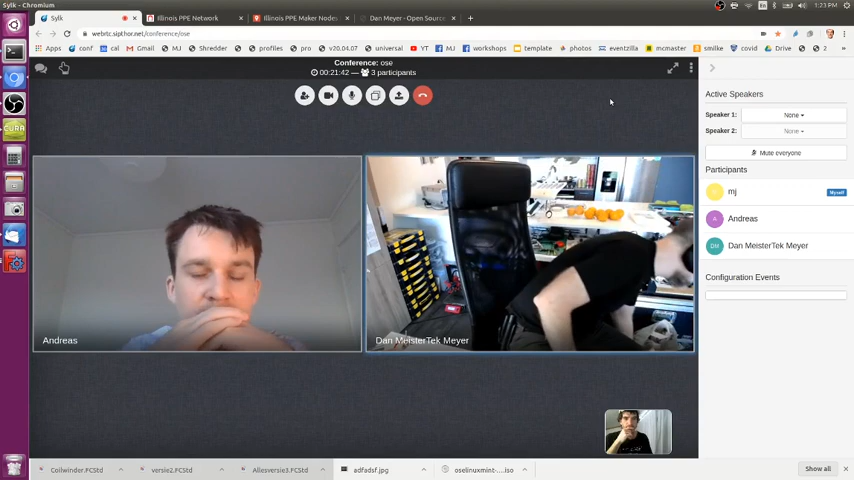 Sylk - Chromium
En
1:23 PM
Sylk
Illinois PPE Network
Illinois PPE Maker Nodes
Dan Meyer - Open Source
webrtc.sipthor.net/conference/ose
Apps
conf
cal
Gmail
MJ
Shredder
profiles
pro
v20.04.07
universal
YT
MJ
workshops
template
photos
eventzilla
mcmaster
smilke
covid
Drive
2
Conference: ose
00:21:42 — 3 participants
Active Speakers
Speaker 1:
None
Speaker 2:
None
Mute everyone
Participants
mj
Myself
A
Andreas
DM
Dan MeisterTek Meyer
Configuration Events
Andreas
Dan MeisterTek Meyer
CURA
Coilwinder.FCStd
versie2.FCStd
Allesversie3.FCStd
adfadsf.jpg
oselinuxmint-....iso
Show all